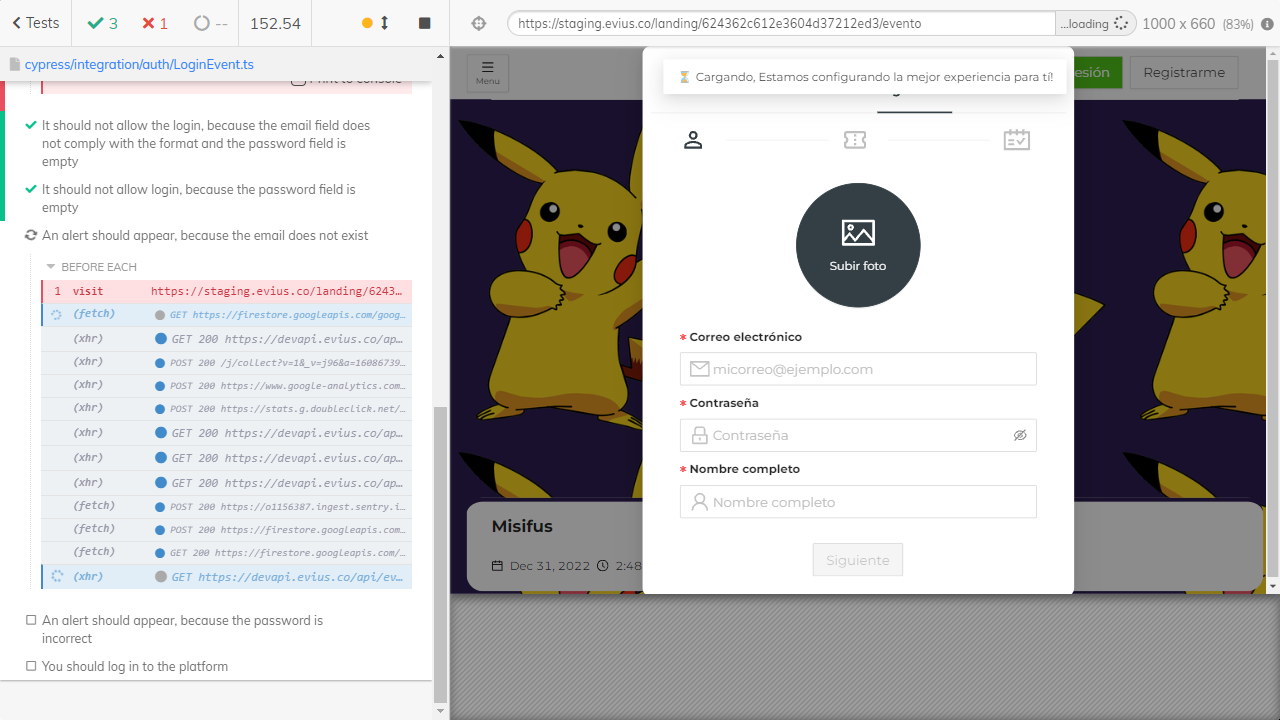 Tests
3
1
--
152.54
https://staging.evius.co/landing/624362c612e3604d37212ed3/evento
...loading
1000 x 660 (83%)
cypress/integration/auth/LoginEvent.ts
Print to console
It should not allow the login, because the email field does
not comply with the format and the password field is
empty
It should not allow login, because the password field is
empty
An alert should appear, because the email does not exist
BEFORE EACH
1 visit https://staging.evius.co/landing/6243...
(fetch) GET https://firestore.googleapis.com/goog...
(xhr) GET 200 https://devapi.evius.co/ap...
(xhr) POST 200 /j/collect?v=1&_v=j96&a=16086739...
(xhr) POST 200 https://www.google-analytics.com...
(xhr) POST 200 https://stats.g.doubleclick.net/...
(xhr) GET 200 https://devapi.evius.co/ap...
(xhr) GET 200 https://devapi.evius.co/ap...
(xhr) GET 200 https://devapi.evius.co/ap...
(fetch) POST 200 https://o1156387.ingest.sentry.i...
(fetch) POST 200 https://firestore.googleapis.com...
(fetch) GET 200 https://firestore.googleapis.com/...
(xhr) GET https://devapi.evius.co/api/ev...
An alert should appear, because the password is
incorrect
You should log in to the platform
Menu
⏳ Cargando, Estamos configurando la mejor experiencia para ti!
esión
Registrarme
Subir foto
* Correo electrónico
micorreo@ejemplo.com
* Contraseña
Contraseña
* Nombre completo
Nombre completo
Siguiente
Misifus
Dec 31, 2022
2:48